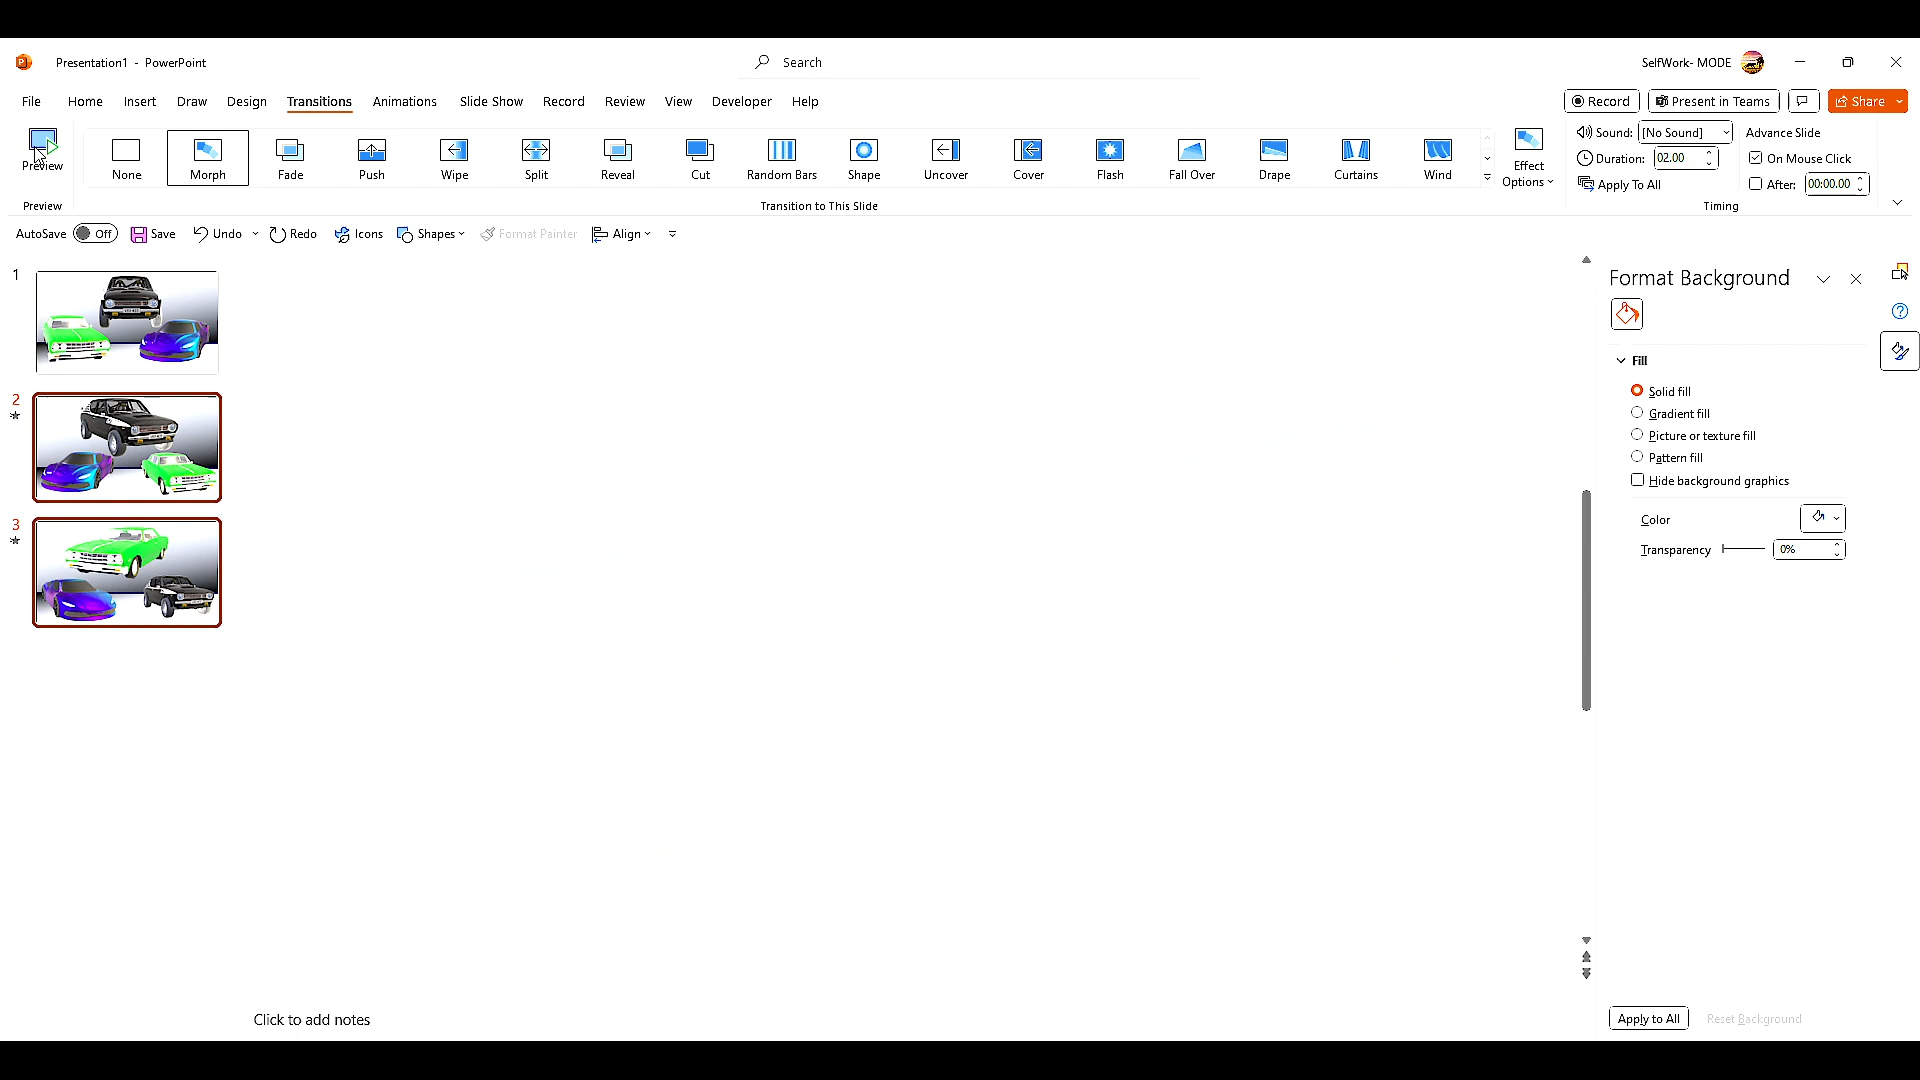 Presentation1 - PowerPoint
Search
SelfWork- MODE
File Home Insert Draw Design Transitions Animations Slide Show Record Review View Developer Help
Record Present in Teams Share
Preview
None Morph Fade Push Wipe Split Reveal Cut Random Bars Shape Uncover Cover Flash Fall Over Drape Curtains Wind
Effect Options
Sound: [No Sound]
Duration: 02.00
Apply To All
Advance Slide
On Mouse Click
After: 00:00.00
Preview
Transition to This Slide
Timing
AutoSave Off Save Undo Redo Icons Shapes Format Painter Align
1
2
3
Format Background
Fill
Solid fill
Gradient fill
Picture or texture fill
Pattern fill
Hide background graphics
Color
Transparency 0%
Click to add notes
Apply to All Reset Background